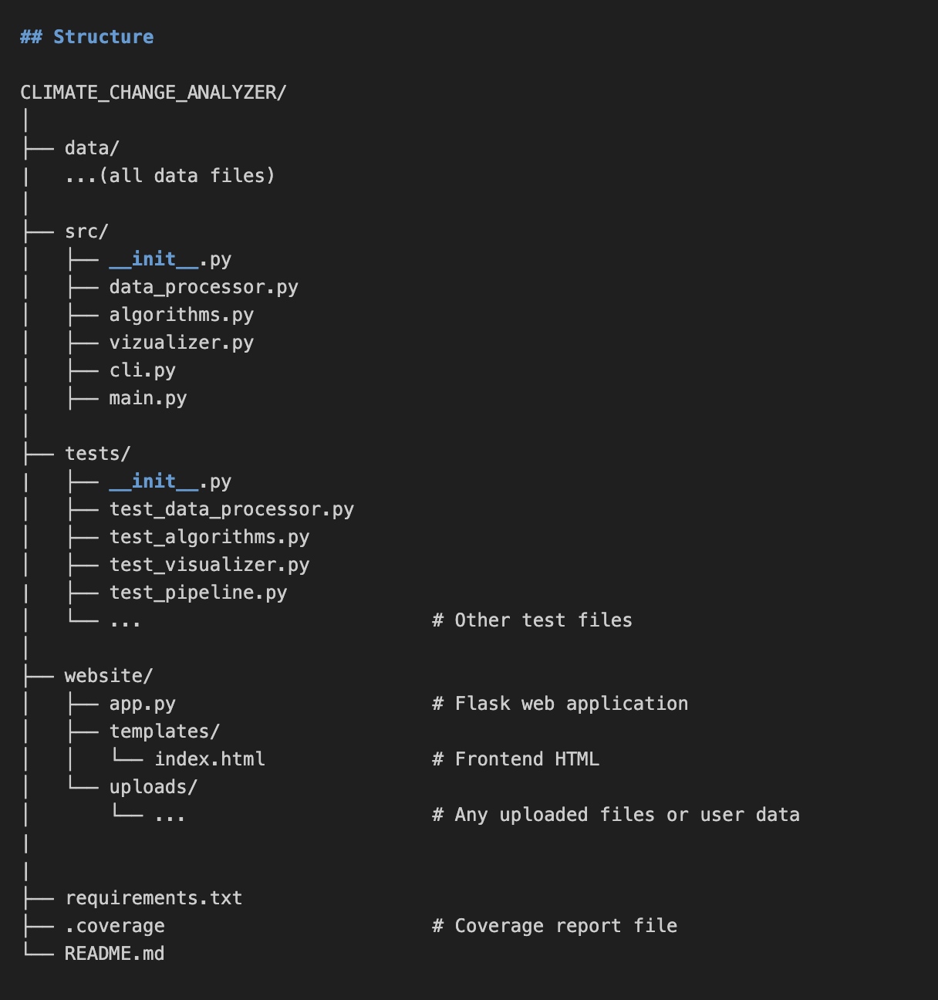 ## Structure
CLIMATE_CHANGE_ANALYZER/
│
├── data/
|   ...(all data files)
│
├── src/
│   ├── __init__.py
│   ├── data_processor.py
│   ├── algorithms.py
│   ├── vizualizer.py
│   ├── cli.py
│   ├── main.py
│
├── tests/
|   ├── __init__.py
│   ├── test_data_processor.py
│   ├── test_algorithms.py
│   ├── test_visualizer.py
|   ├── test_pipeline.py
│   └── ...                          # Other test files
│
├── website/
│   ├── app.py                       # Flask web application
│   ├── templates/
│   │   └── index.html               # Frontend HTML
│   └── uploads/
│       └── ...                      # Any uploaded files or user data
|
|
├── requirements.txt
├── .coverage                        # Coverage report file
└── README.md